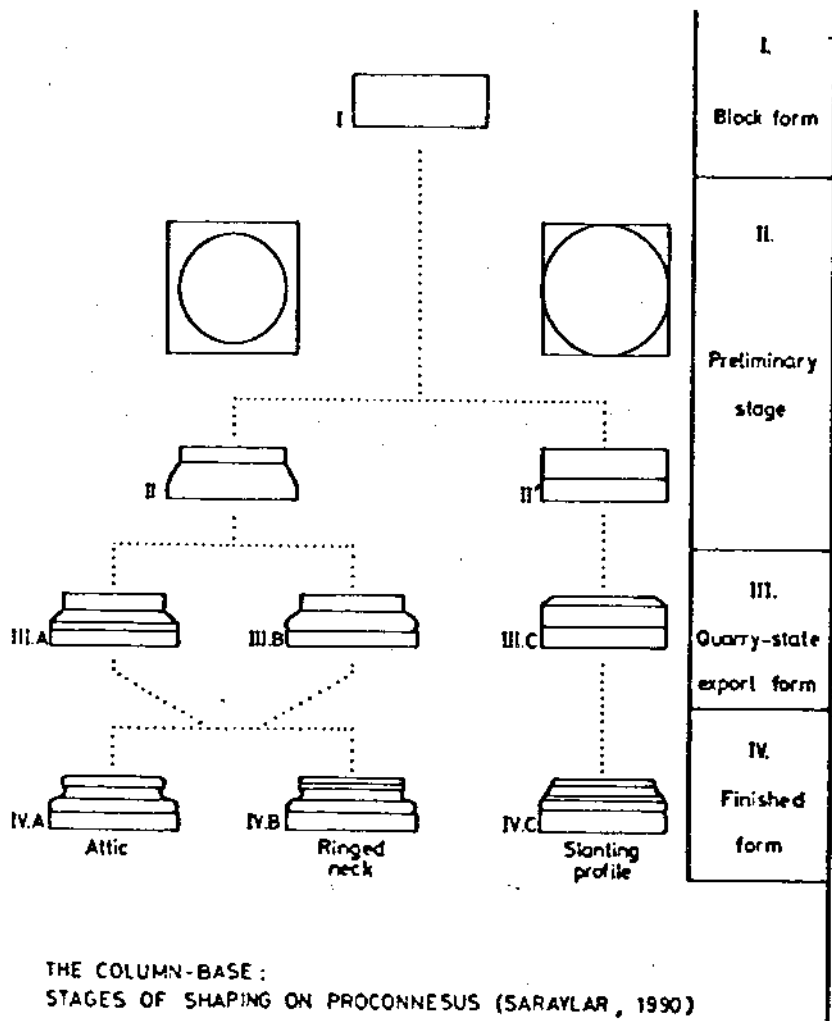 I.
Block form
I
II.
Preliminary
stage
II
II'
III.
Quarry-state
export form
III.A
III.B
III.C
IV.
Finished
form
IV.A
IV.B
IV.C
Attic
Ringed
neck
Slanting
profile
THE COLUMN-BASE:
STAGES OF SHAPING ON PROCONNESUS (SARAYLAR, 1990)